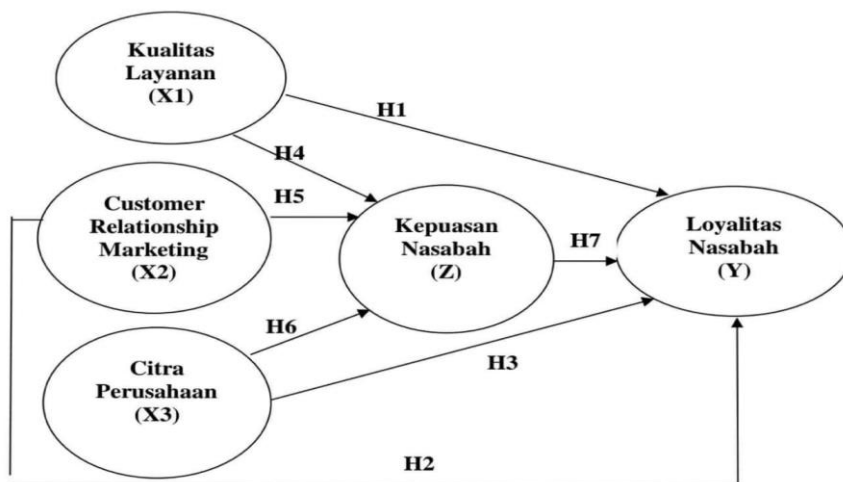 Kualitas
Layanan
(X1)
H1
H4
Customer
Relationship
Marketing
(X2)
H5
Kepuasan
Nasabah
(Z)
H7
Loyalitas
Nasabah
(Y)
H6
Citra
Perusahaan
(X3)
H3
H2